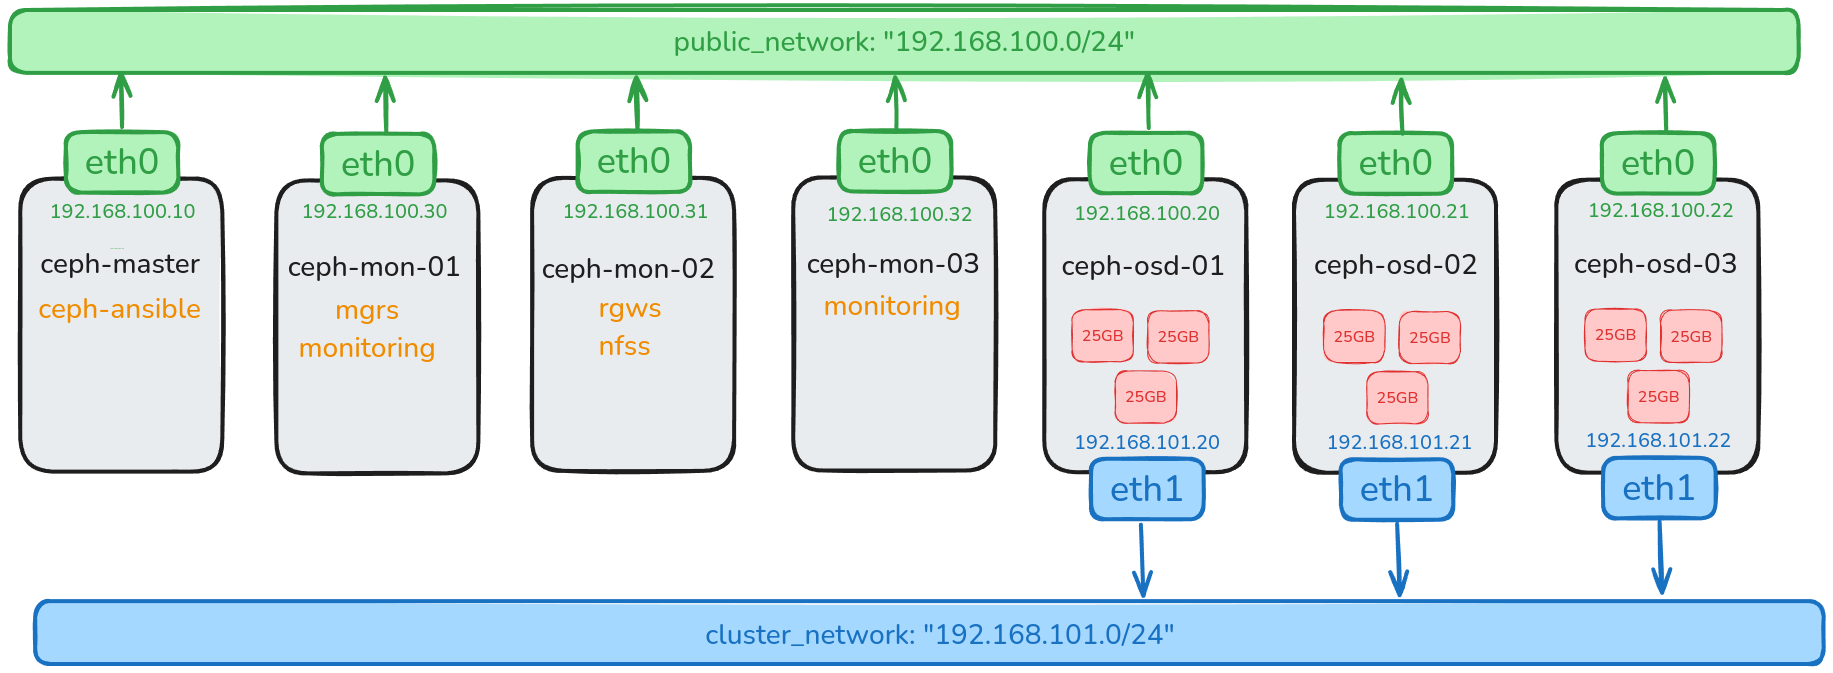 public_network: "192.168.100.0/24"
eth0
192.168.100.10
ceph-master
ceph-ansible
eth0
192.168.100.30
ceph-mon-01
mgrs
monitoring
eth0
192.168.100.31
ceph-mon-02
rgws
nfss
eth0
192.168.100.32
ceph-mon-03
monitoring
eth0
192.168.100.20
ceph-osd-01
25GB
25GB
25GB
192.168.101.20
eth1
eth0
192.168.100.21
ceph-osd-02
25GB
25GB
25GB
192.168.101.21
eth1
eth0
192.168.100.22
ceph-osd-03
25GB
25GB
25GB
192.168.101.22
eth1
cluster_network: "192.168.101.0/24"